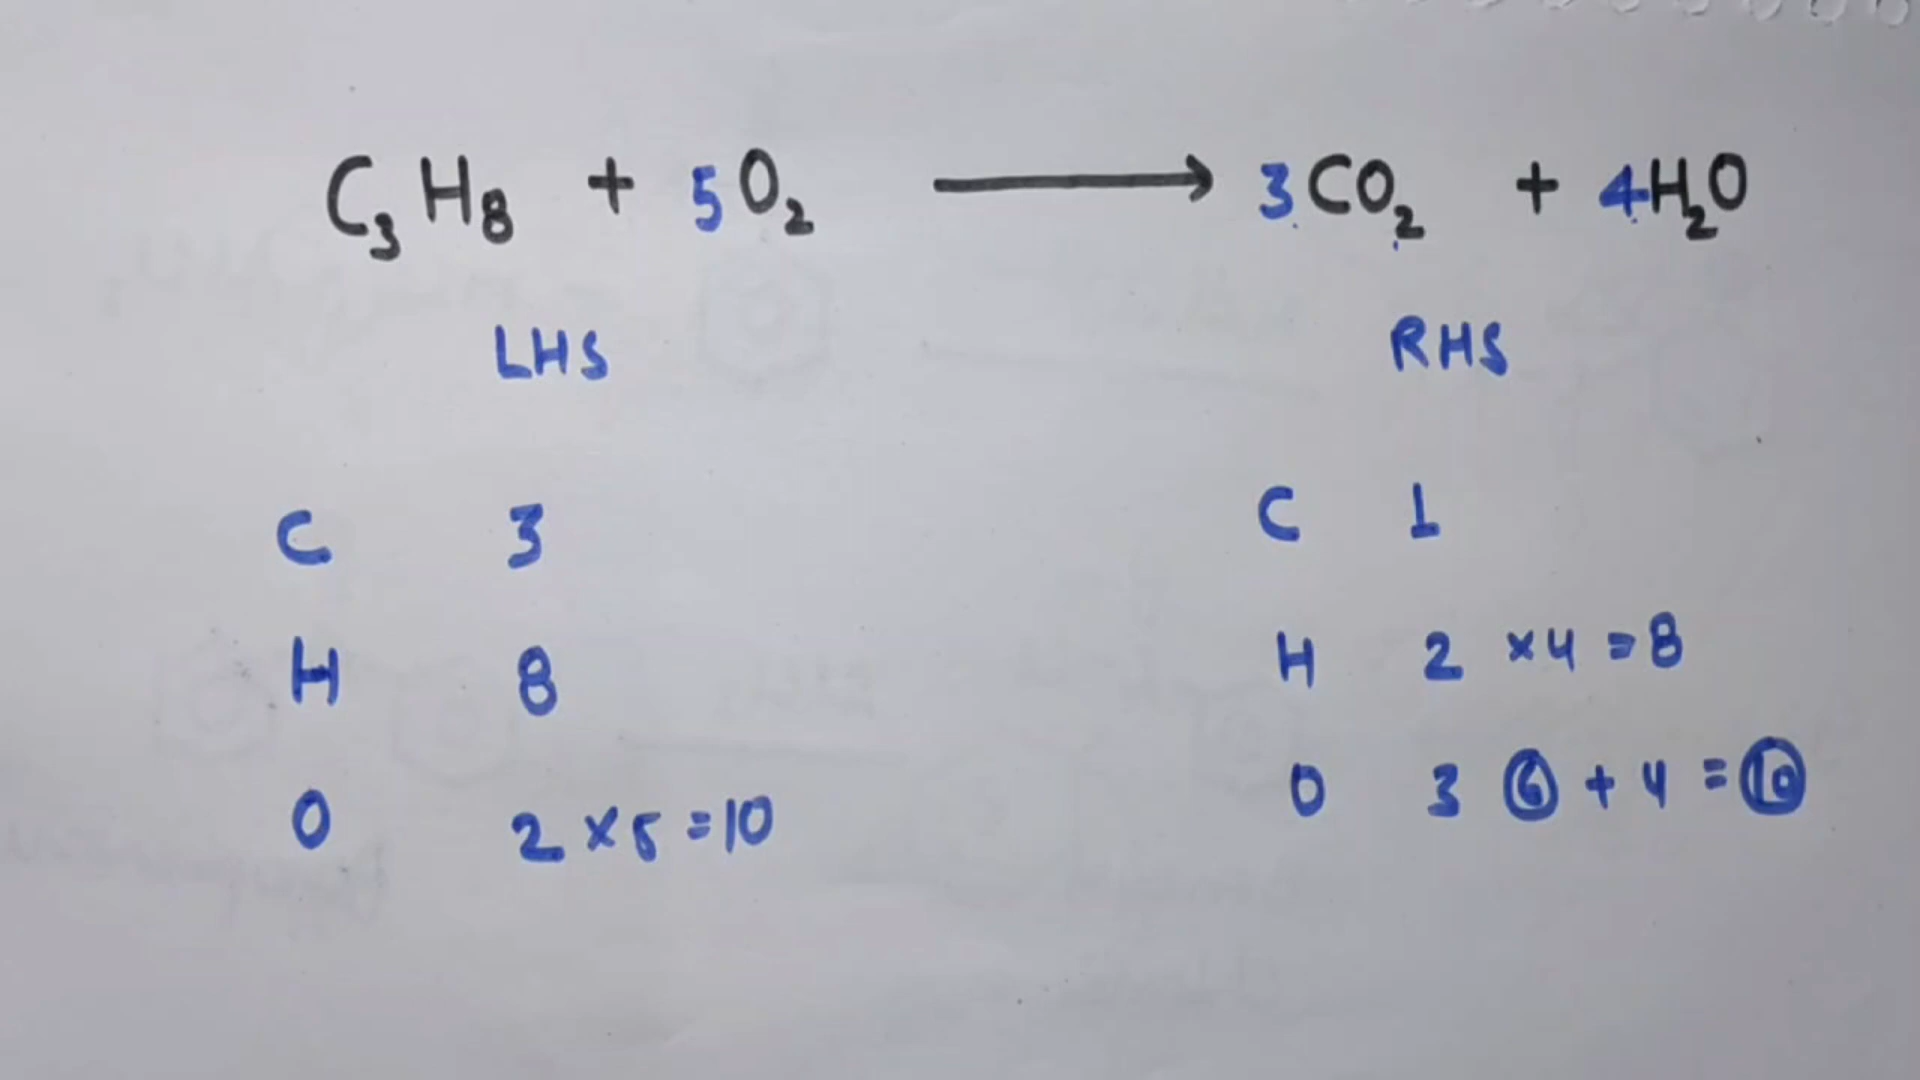 C₃H₈ + 5O₂ ⟶ 3CO₂ + 4H₂O
LHS RHS
C 3 C 1
H 8 H 2 ×4 = 8
O 2 × 5 = 10 O 3 ⑥ + 4 = ⑩